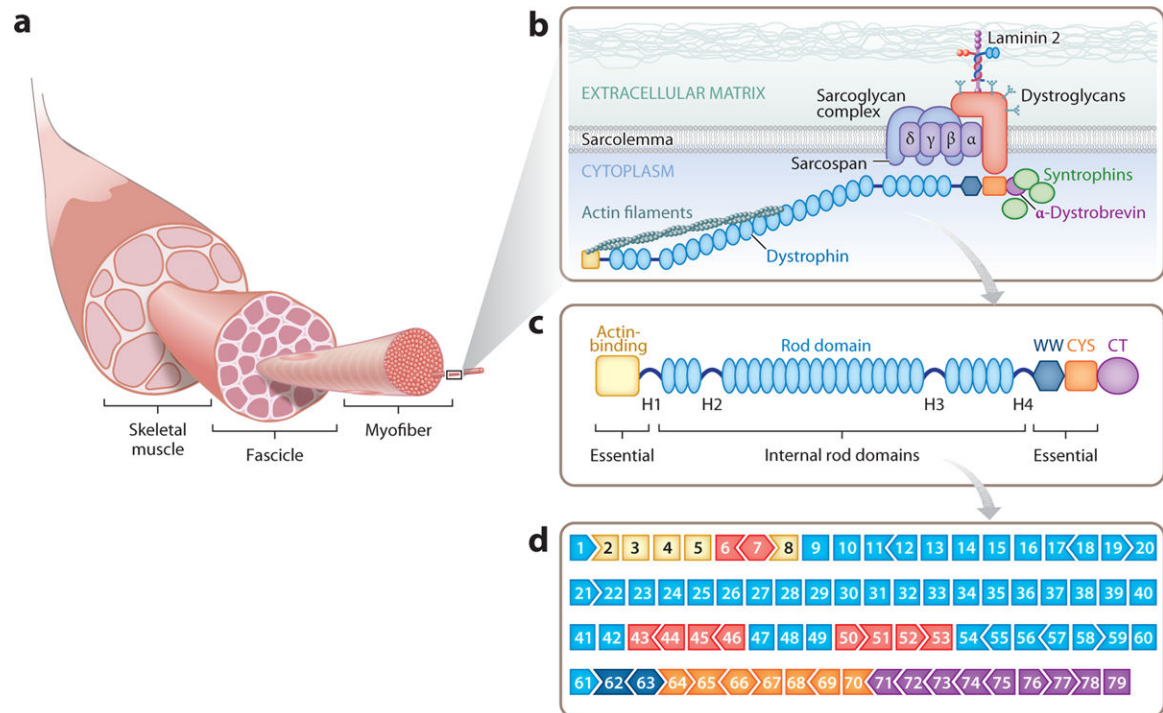 a
Skeletal
muscle
Fascicle
Myofiber
b
Laminin 2
EXTRACELLULAR MATRIX
Sarcoglycan
complex
Dystroglycans
Sarcolemma
δ γ β α
Sarcospan
CYTOPLASM
Syntrophins
Actin filaments
α-Dystrobrevin
Dystrophin
c
Actin-
binding
Rod domain
WW CYS CT
H1 H2 H3 H4
Essential Internal rod domains Essential
d
1 2 3 4 5 6 7 8 9 10 11 12 13 14 15 16 17 18 19 20
21 22 23 24 25 26 27 28 29 30 31 32 33 34 35 36 37 38 39 40
41 42 43 44 45 46 47 48 49 50 51 52 53 54 55 56 57 58 59 60
61 62 63 64 65 66 67 68 69 70 71 72 73 74 75 76 77 78 79